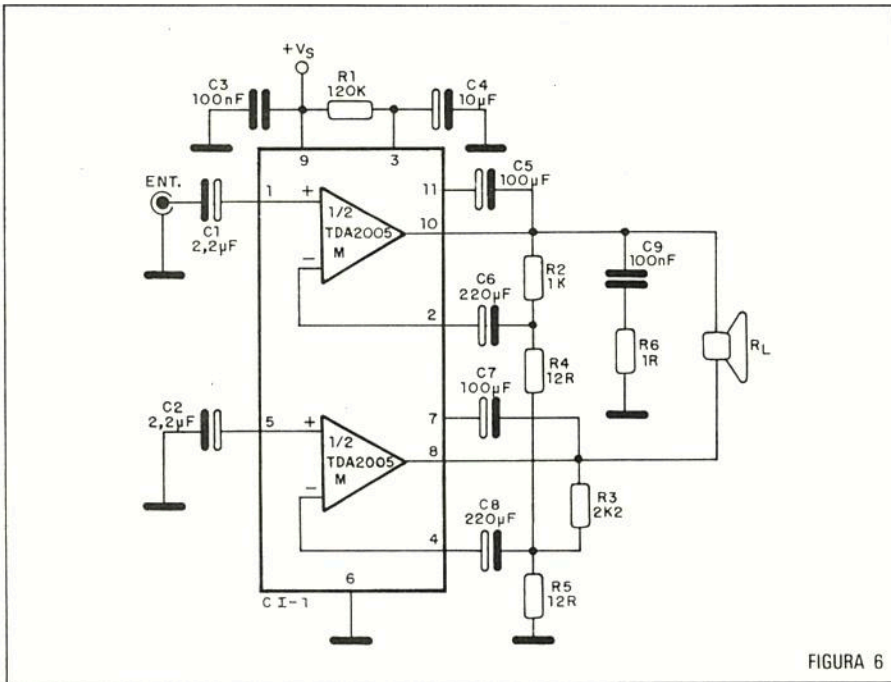 +VS
C3
100nF
R1
120K
C4
10µF
9
3
C5
100µF
11
ENT.
1
+
C1
2,2µF
1/2
TDA2005
M
−
10
R2
1K
C9
100nF
C6
220µF
2
R4
12R
R6
1R
RL
C7
100µF
7
C2
2,2µF
5
+
1/2
TDA2005
M
−
8
C8
220µF
R3
2K2
4
6
R5
12R
CI-1
FIGURA 6